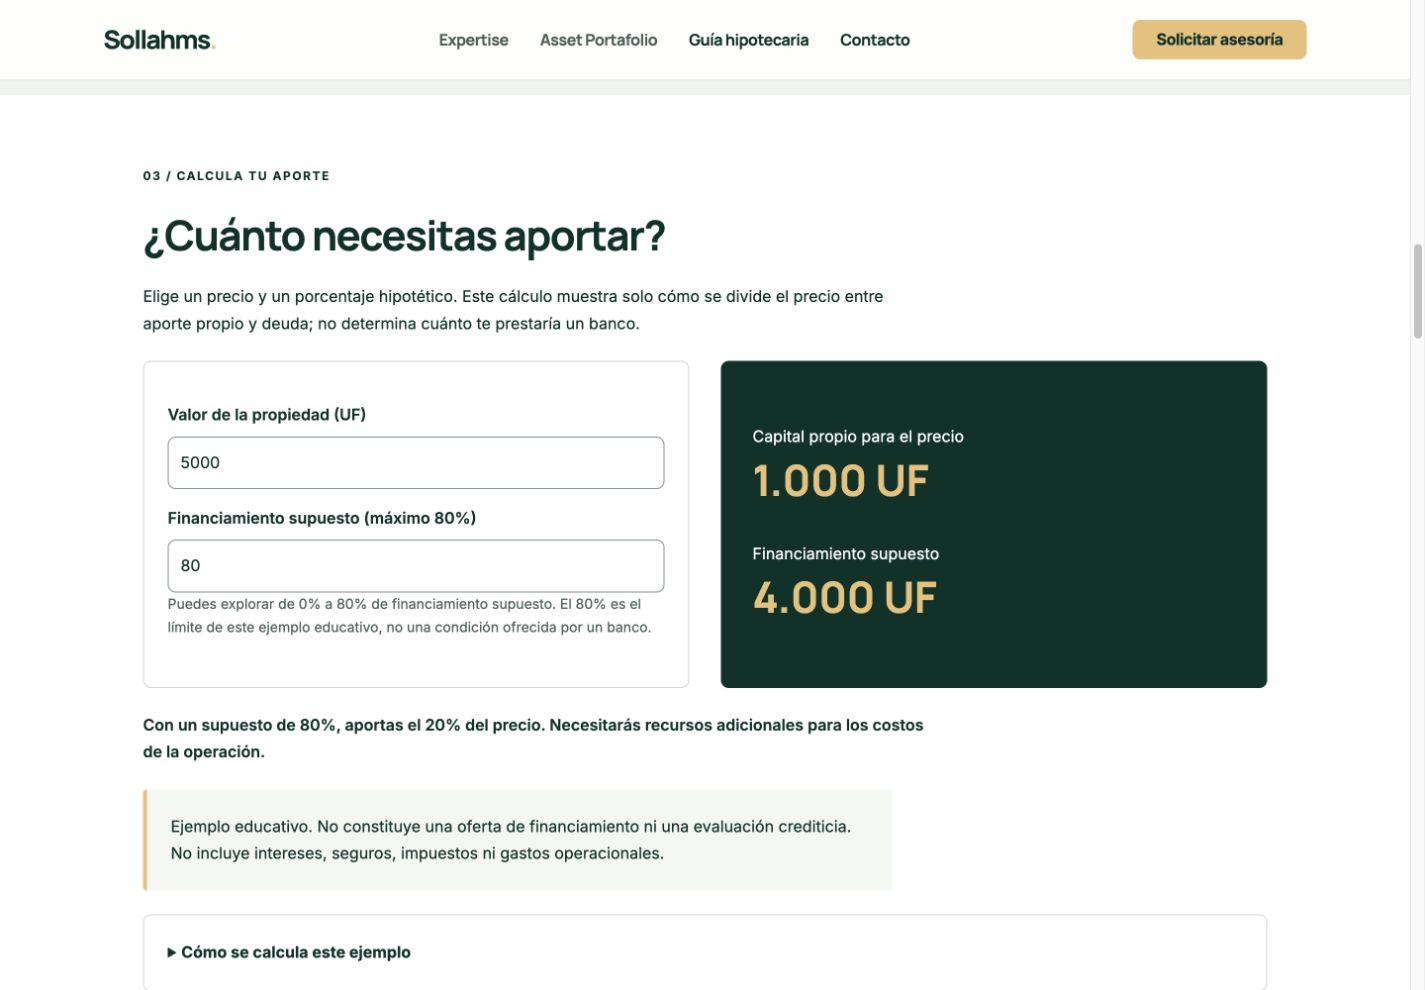 Sollahms.
Expertise
Asset Portafolio
Guía hipotecaria
Contacto
Solicitar asesoría
03 / CALCULA TU APORTE
¿Cuánto necesitas aportar?
Elige un precio y un porcentaje hipotético. Este cálculo muestra solo cómo se divide el precio entre
aporte propio y deuda; no determina cuánto te prestaría un banco.
Valor de la propiedad (UF)
5000
Financiamiento supuesto (máximo 80%)
80
Puedes explorar de 0% a 80% de financiamiento supuesto. El 80% es el
límite de este ejemplo educativo, no una condición ofrecida por un banco.
Capital propio para el precio
1.000 UF
Financiamiento supuesto
4.000 UF
Con un supuesto de 80%, aportas el 20% del precio. Necesitarás recursos adicionales para los costos
de la operación.
Ejemplo educativo. No constituye una oferta de financiamiento ni una evaluación crediticia.
No incluye intereses, seguros, impuestos ni gastos operacionales.
Cómo se calcula este ejemplo